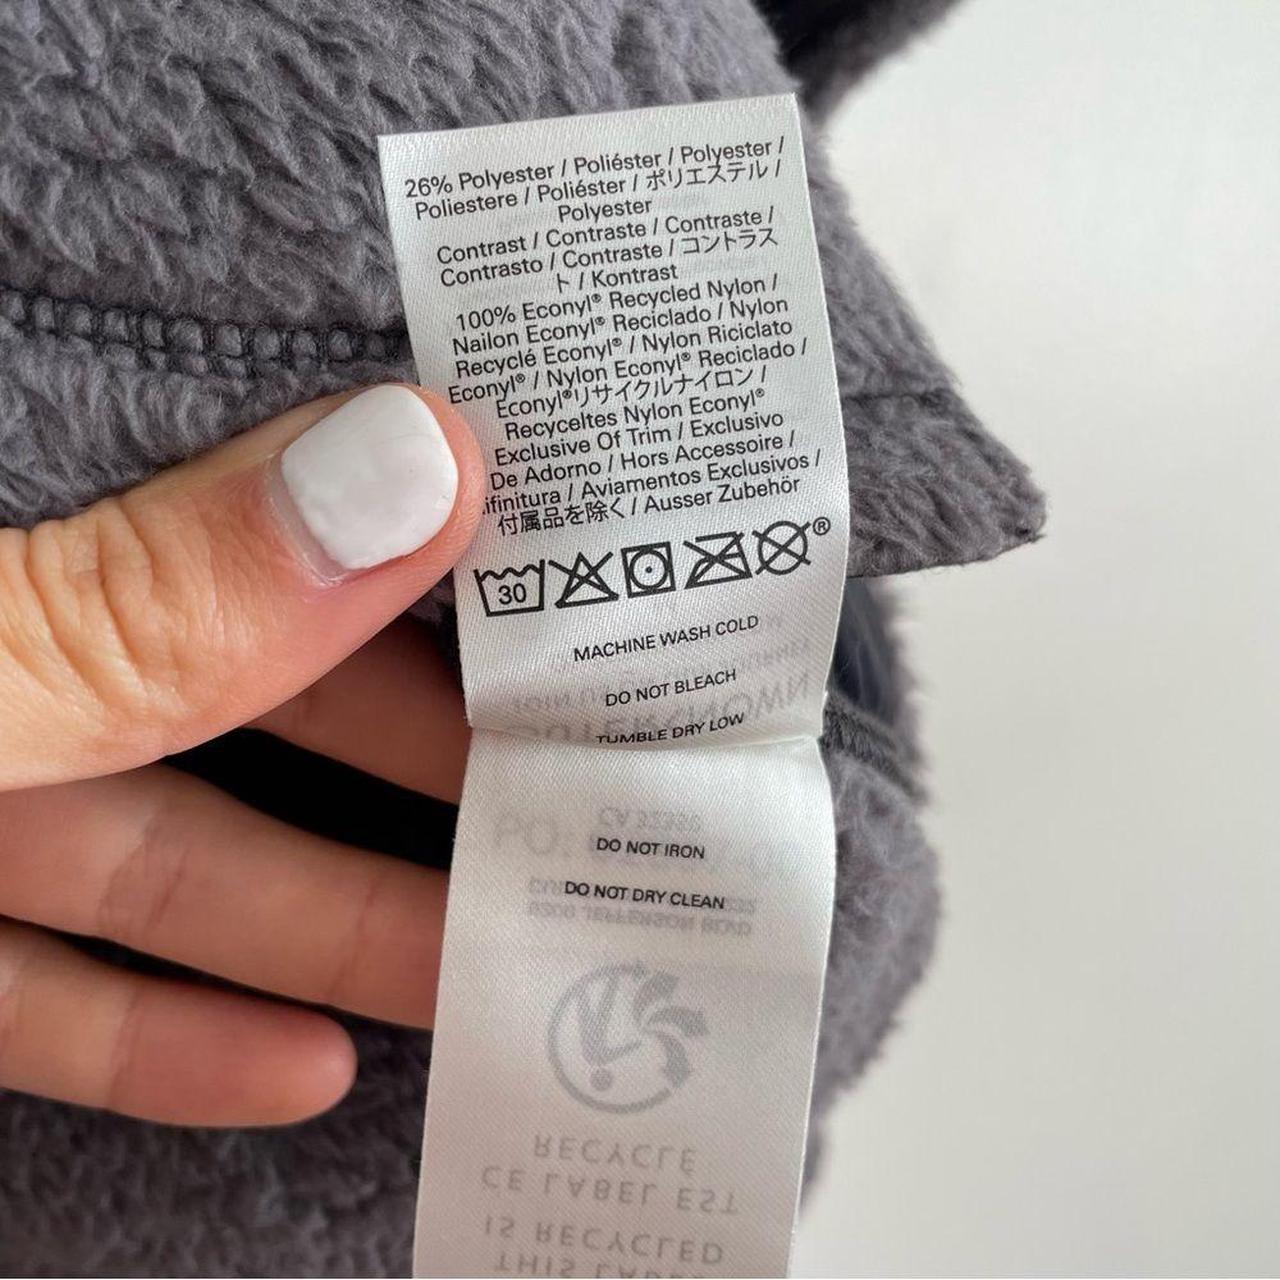 26% Polyester / Poliéster / Polyester /
Poliestere / Poliéster / ポリエステル /
Polyester
Contrast / Contraste / Contraste /
Contrasto / Contraste / コントラス
ト / Kontrast
100% Econyl® Recycled Nylon /
Nailon Econyl® Reciclado / Nylon
Recyclé Econyl® / Nylon Riciclato
Econyl® / Nylon Econyl® Reciclado /
Econyl®リサイクルナイロン /
Recyceltes Nylon Econyl®
Exclusive Of Trim / Exclusivo
De Adorno / Hors Accessoire /
ifinitura / Aviamentos Exclusivos /
付属品を除く / Ausser Zubehör
30 ®
MACHINE WASH COLD
DO NOT BLEACH
TUMBLE DRY LOW
DO NOT IRON
DO NOT DRY CLEAN
RECYCLÉ
CE LABEL EST
IS RECYCLED
THIS